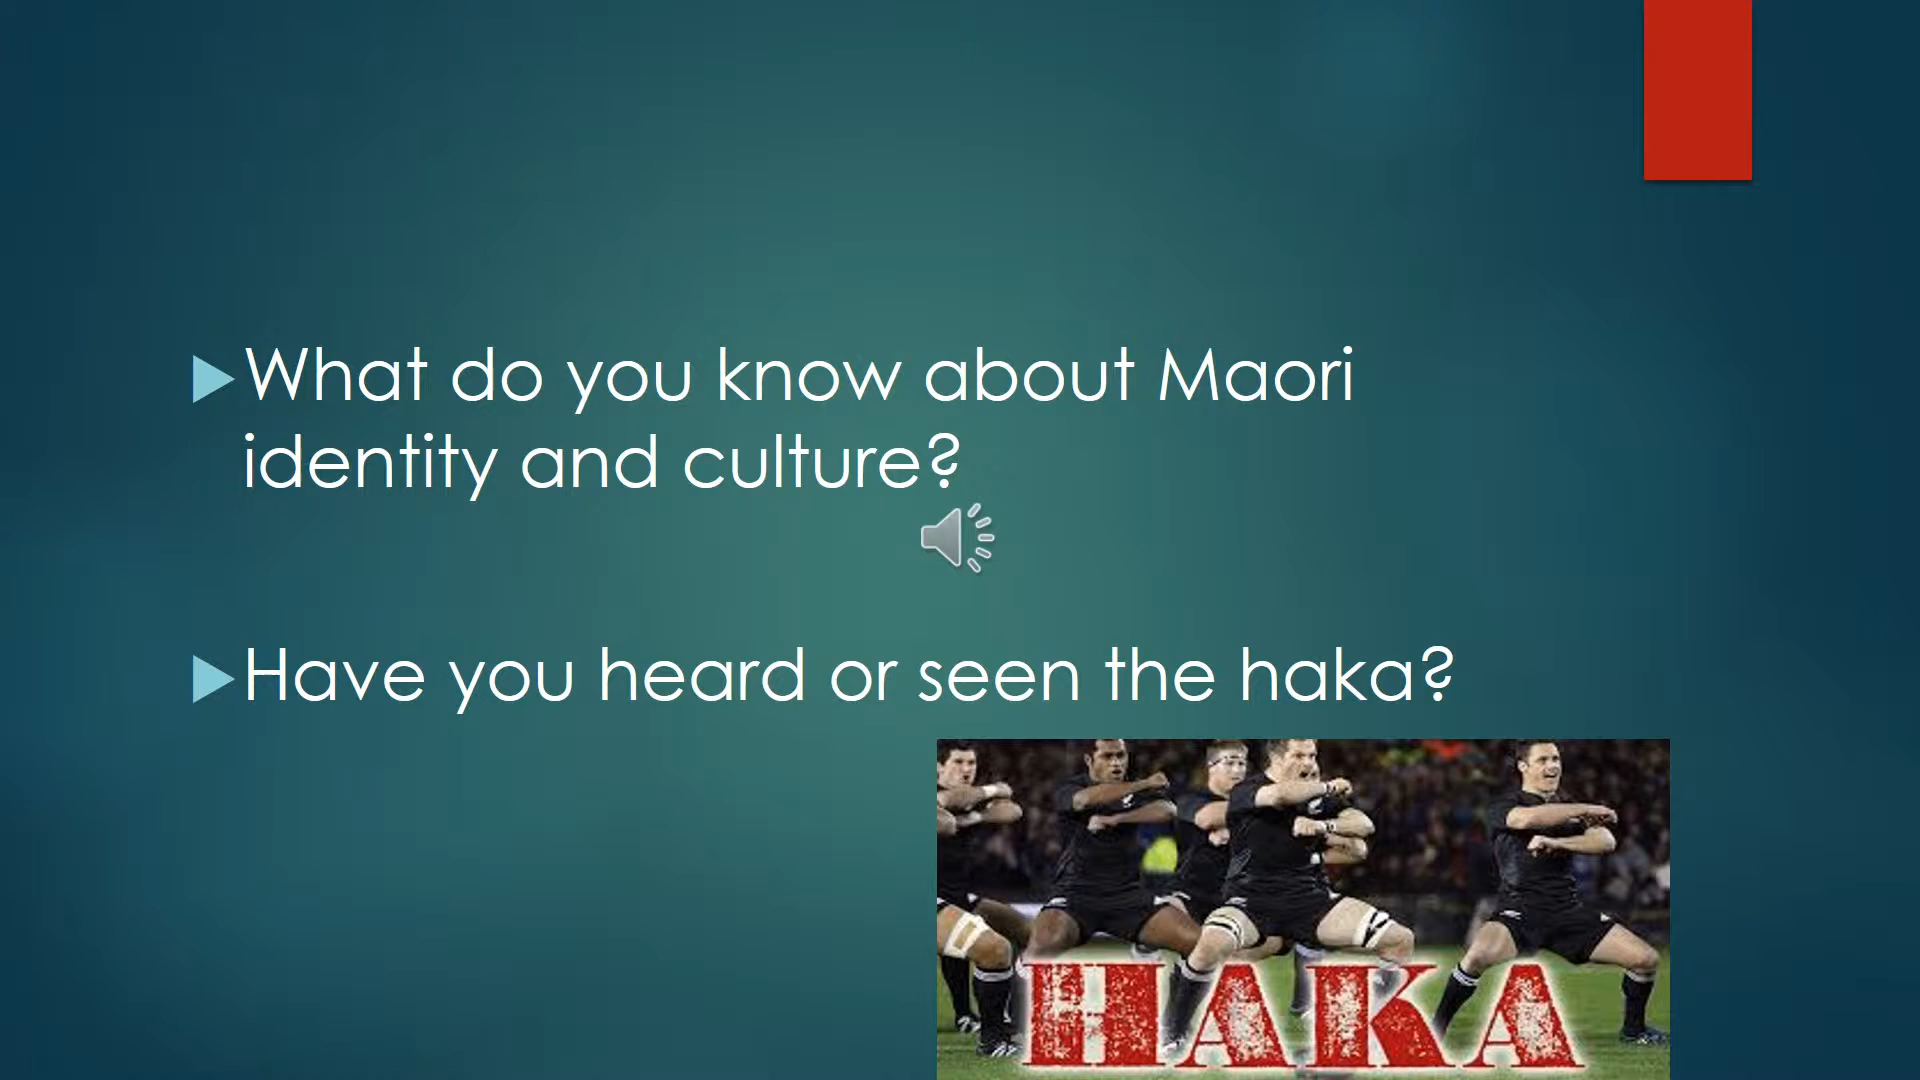 What do you know about Maori
identity and culture?
Have you heard or seen the haka?
HAKA